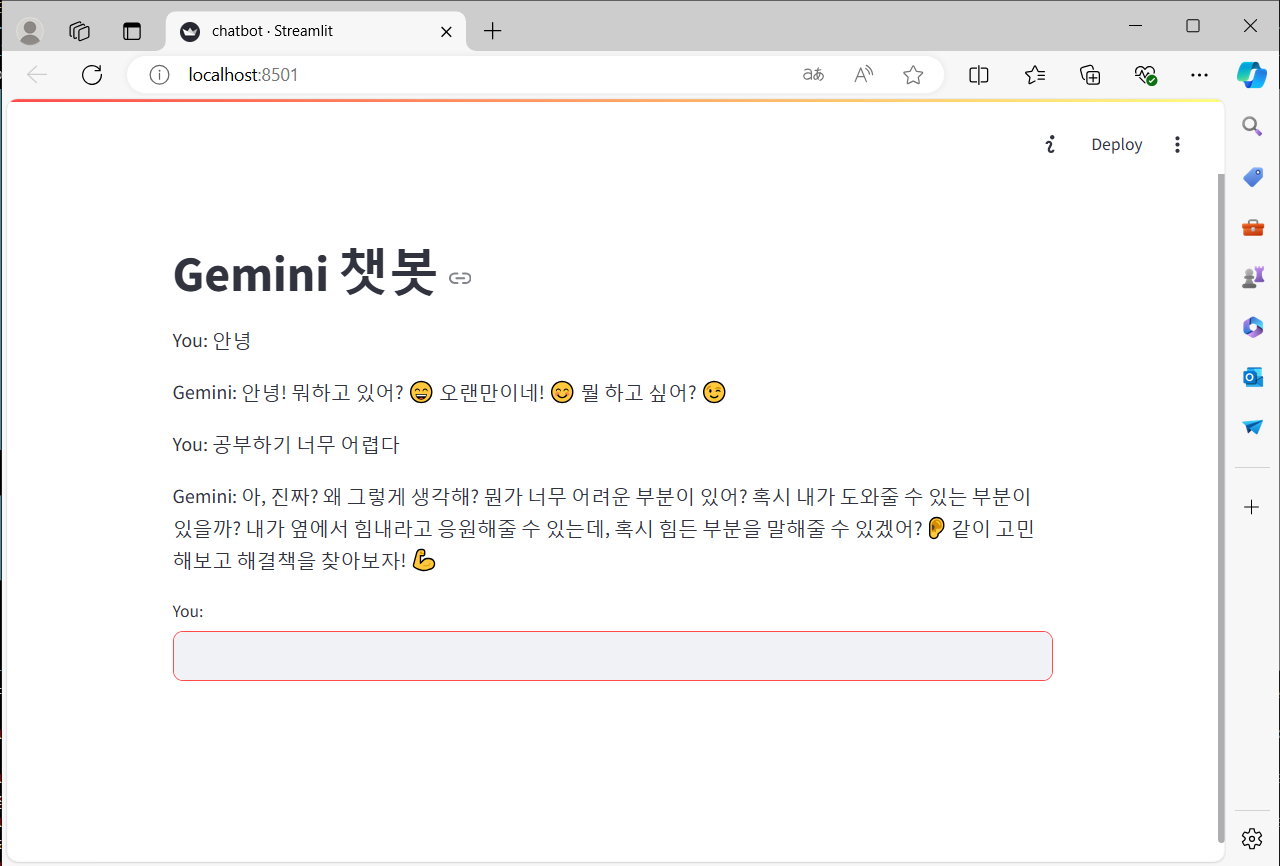 chatbot · Streamlit
localhost:8501
aあ
Deploy
Gemini 챗봇
You: 안녕
Gemini: 안녕! 뭐하고 있어? 😄 오랜만이네! 😊 뭘 하고 싶어? 😉
You: 공부하기 너무 어렵다
Gemini: 아, 진짜? 왜 그렇게 생각해? 뭔가 너무 어려운 부분이 있어? 혹시 내가 도와줄 수 있는 부분이
있을까? 내가 옆에서 힘내라고 응원해줄 수 있는데, 혹시 힘든 부분을 말해줄 수 있겠어? 👂 같이 고민
해보고 해결책을 찾아보자! 💪
You: